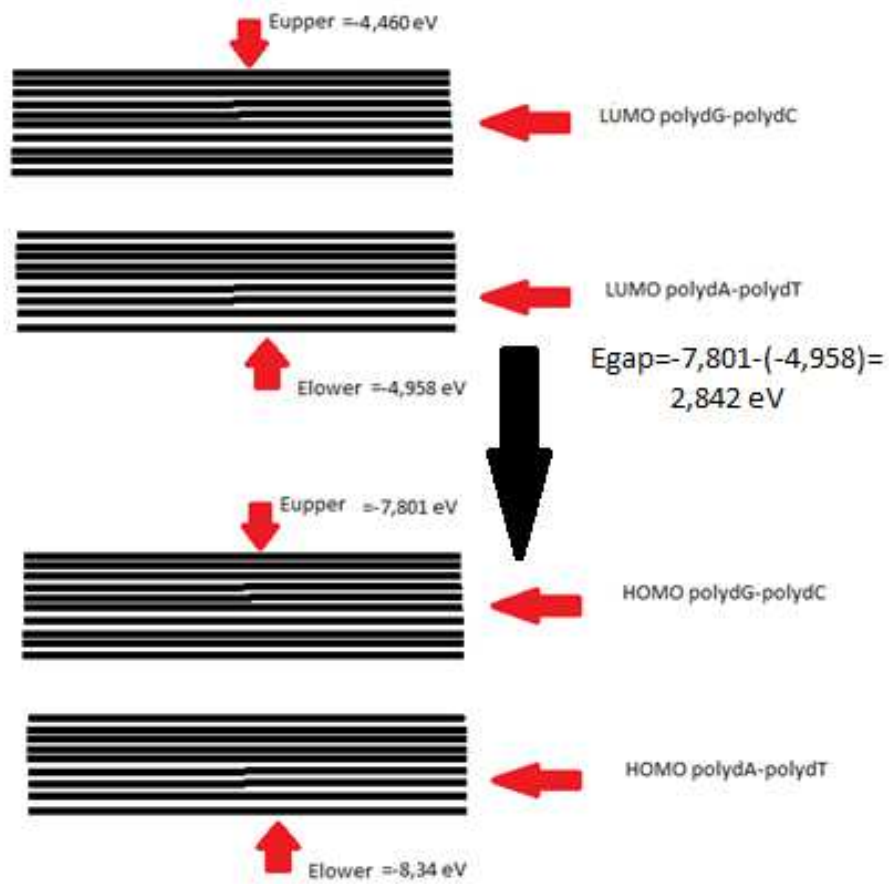 Eupper =-4,460 eV
LUMO polydG-polydC
LUMO polydA-polydT
Egap=-7,801-(-4,958)=
2,842 eV
Elower =-4,958 eV
Eupper =-7,801 eV
HOMO polydG-polydC
HOMO polydA-polydT
Elower =-8,34 eV